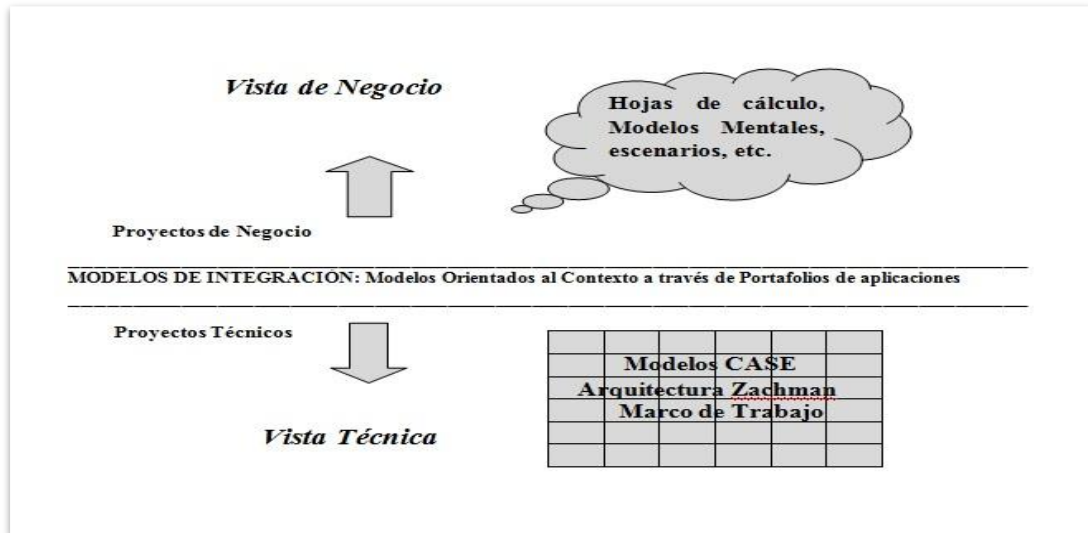 Vista de Negocio
Hojas de cálculo,
Modelos Mentales,
escenarios, etc.
Proyectos de Negocio
MODELOS DE INTEGRACIÓN: Modelos Orientados al Contexto a través de Portafolios de aplicaciones
Proyectos Técnicos
Modelos CASE
Arquitectura Zachman
Marco de Trabajo
Vista Técnica